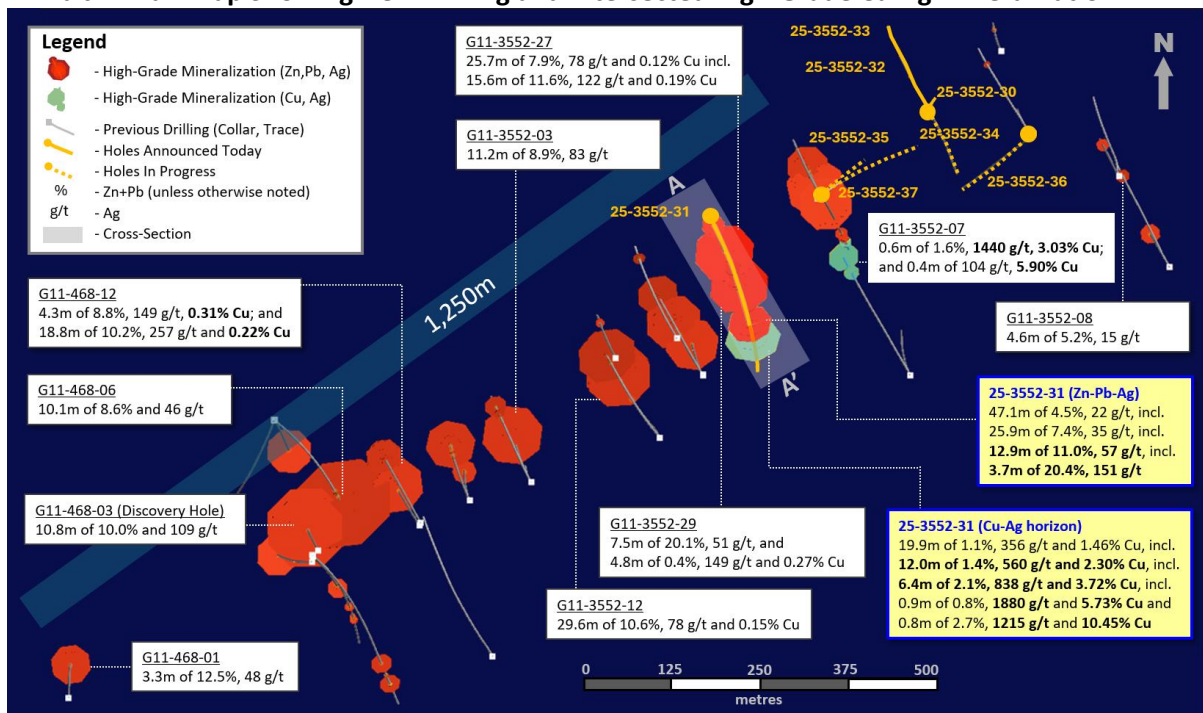 Legend
- High-Grade Mineralization (Zn,Pb, Ag)
- High-Grade Mineralization (Cu, Ag)
- Previous Drilling (Collar, Trace)
- Holes Announced Today
- Holes In Progress
% - Zn+Pb (unless otherwise noted)
g/t - Ag
- Cross-Section
G11-3552-27
25.7m of 7.9%, 78 g/t and 0.12% Cu incl.
15.6m of 11.6%, 122 g/t and 0.19% Cu
G11-3552-03
11.2m of 8.9%, 83 g/t
25-3552-33
25-3552-32
25-3552-30
25-3552-35
25-3552-34
25-3552-36
25-3552-37
N
A
25-3552-31
A'
1,250m
G11-3552-07
0.6m of 1.6%, 1440 g/t, 3.03% Cu;
and 0.4m of 104 g/t, 5.90% Cu
G11-3552-08
4.6m of 5.2%, 15 g/t
G11-468-12
4.3m of 8.8%, 149 g/t, 0.31% Cu; and
18.8m of 10.2%, 257 g/t and 0.22% Cu
G11-468-06
10.1m of 8.6% and 46 g/t
G11-468-03 (Discovery Hole)
10.8m of 10.0% and 109 g/t
G11-468-01
3.3m of 12.5%, 48 g/t
25-3552-31 (Zn-Pb-Ag)
47.1m of 4.5%, 22 g/t, incl.
25.9m of 7.4%, 35 g/t, incl.
12.9m of 11.0%, 57 g/t, incl.
3.7m of 20.4%, 151 g/t
G11-3552-29
7.5m of 20.1%, 51 g/t, and
4.8m of 0.4%, 149 g/t and 0.27% Cu
G11-3552-12
29.6m of 10.6%, 78 g/t and 0.15% Cu
25-3552-31 (Cu-Ag horizon)
19.9m of 1.1%, 356 g/t and 1.46% Cu, incl.
12.0m of 1.4%, 560 g/t and 2.30% Cu, incl.
6.4m of 2.1%, 838 g/t and 3.72% Cu, incl.
0.9m of 0.8%, 1880 g/t and 5.73% Cu and
0.8m of 2.7%, 1215 g/t and 10.45% Cu
0 125 250 375 500
metres